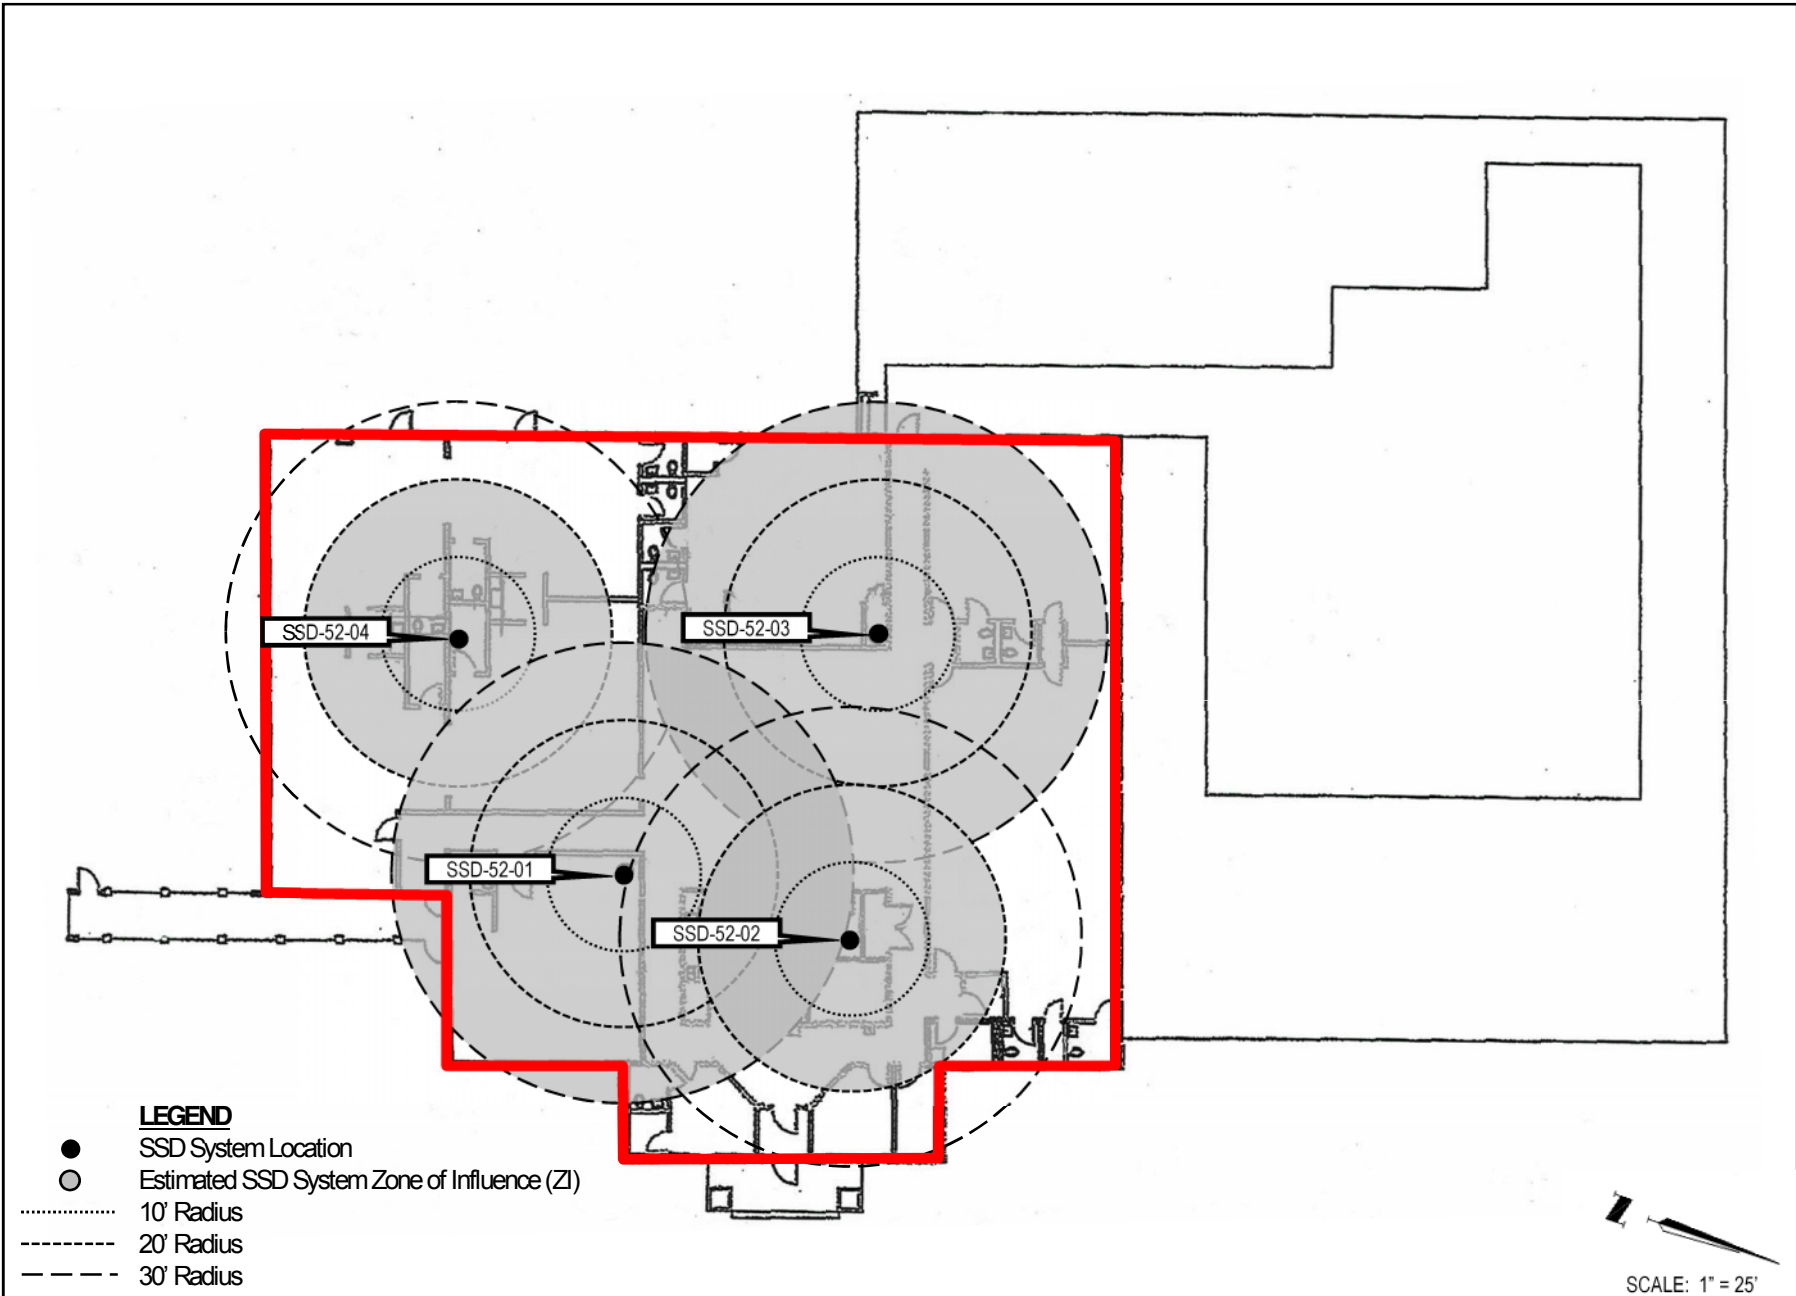 SSD-52-04
SSD-52-03
SSD-52-01
SSD-52-02
LEGEND
SSD System Location
Estimated SSD System Zone of Influence (ZI)
10' Radius
20' Radius
30' Radius
SCALE: 1" = 25'